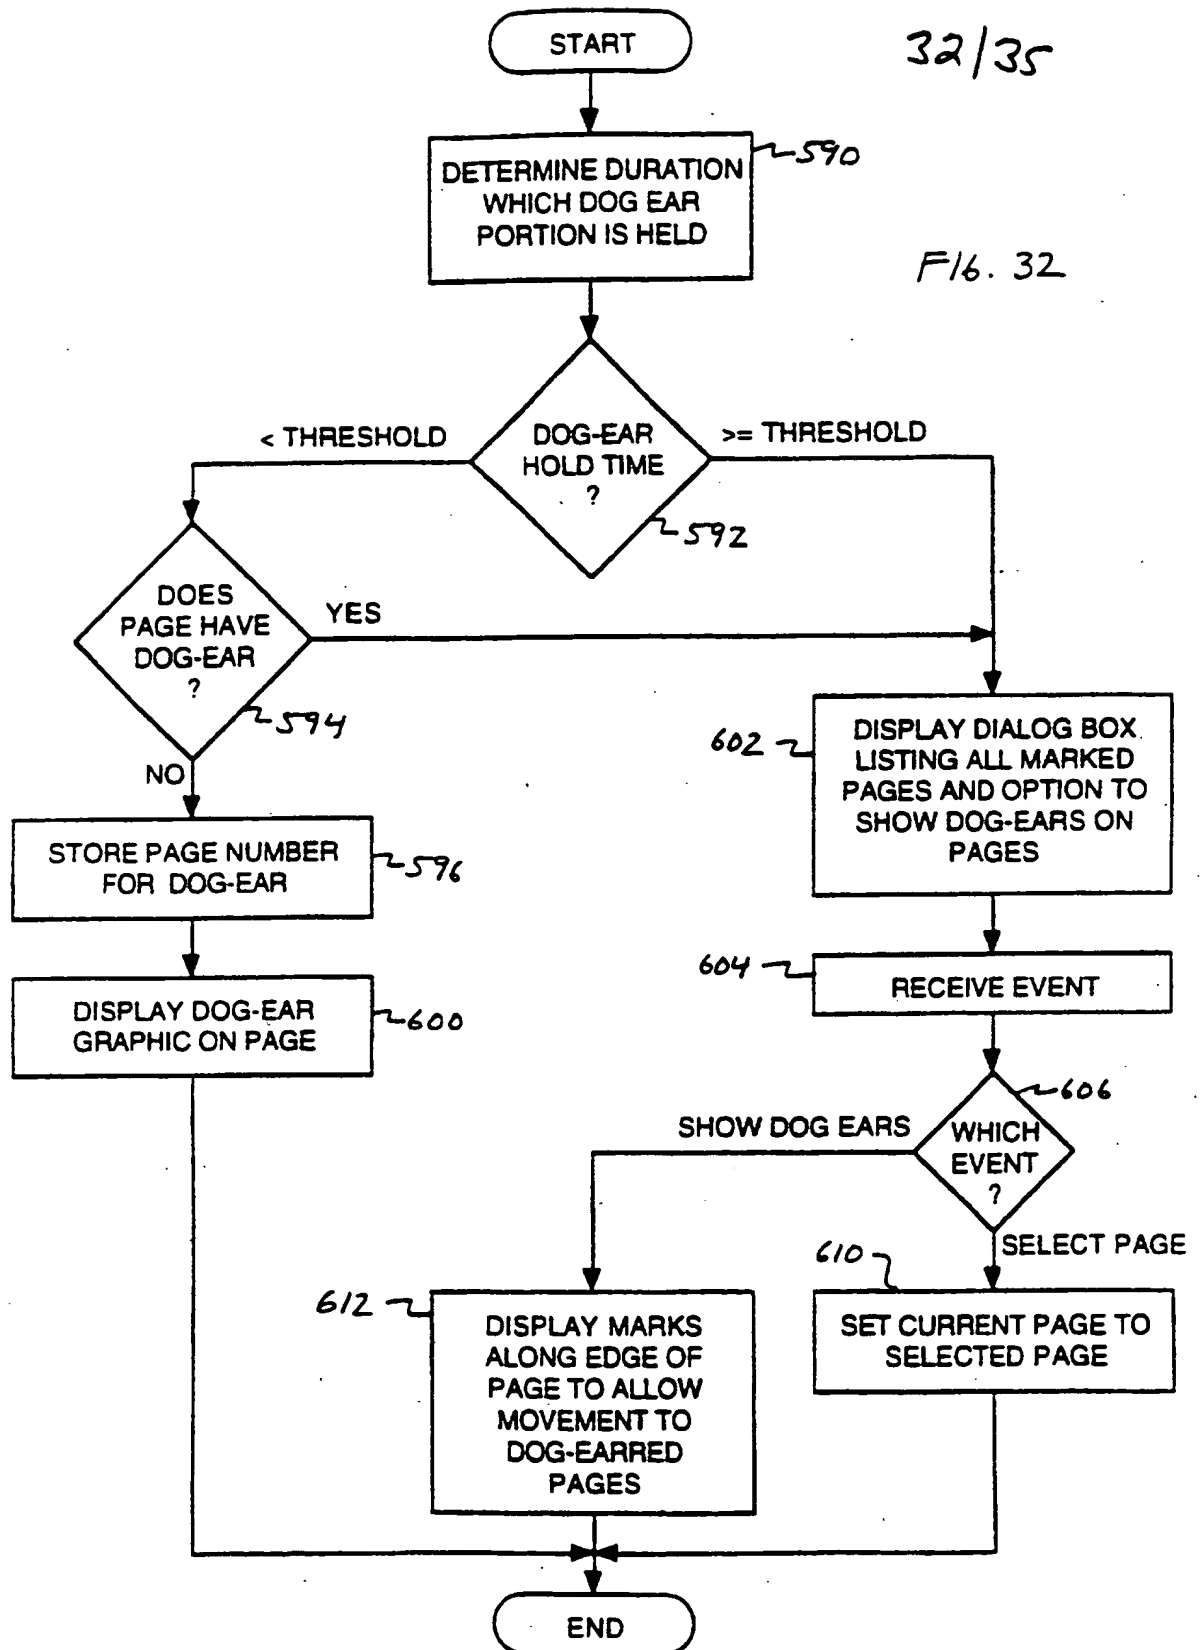 START
32/35
DETERMINE DURATION
WHICH DOG EAR
PORTION IS HELD
590
FIG. 32
< THRESHOLD
DOG-EAR
HOLD TIME
?
>= THRESHOLD
592
DOES
PAGE HAVE
DOG-EAR
?
YES
594
NO
602
DISPLAY DIALOG BOX
LISTING ALL MARKED
PAGES AND OPTION TO
SHOW DOG-EARS ON
PAGES
STORE PAGE NUMBER
FOR DOG-EAR
596
604
RECEIVE EVENT
DISPLAY DOG-EAR
GRAPHIC ON PAGE
600
606
SHOW DOG EARS
WHICH
EVENT
?
SELECT PAGE
610
612
DISPLAY MARKS
ALONG EDGE OF
PAGE TO ALLOW
MOVEMENT TO
DOG-EARRED
PAGES
SET CURRENT PAGE TO
SELECTED PAGE
END